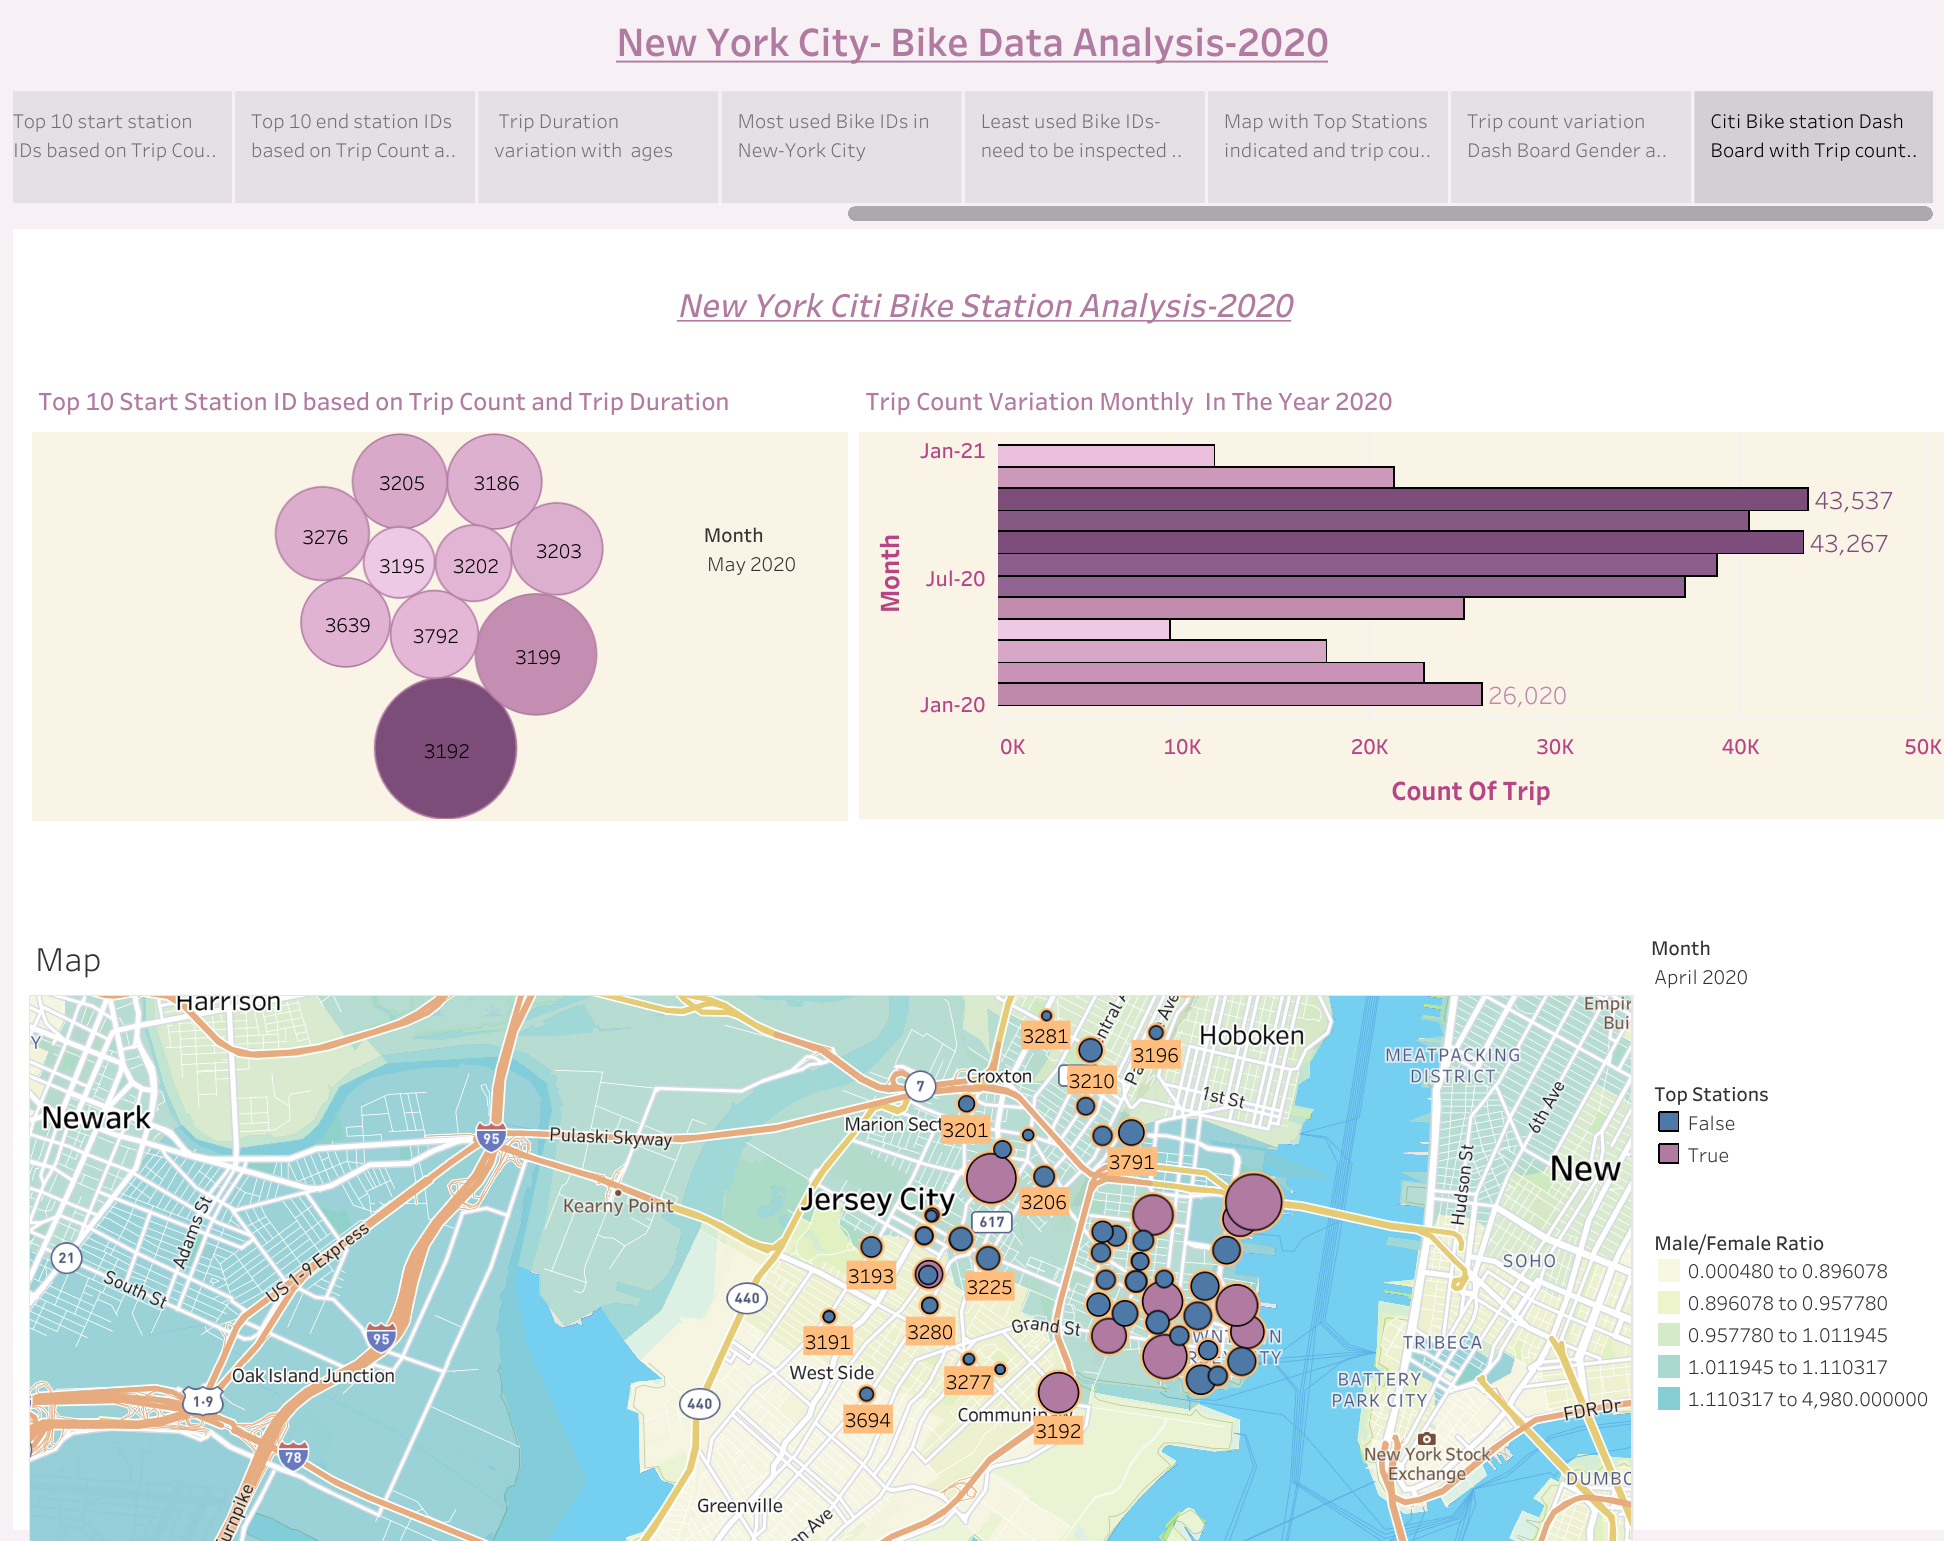 New York City- Bike Data Analysis-2020
Top 10 start station
IDs based on Trip Cou..
Top 10 end station IDs
based on Trip Count a..
Trip Duration
variation with ages
Most used Bike IDs in
New-York City
Least used Bike IDs-
need to be inspected ..
Map with Top Stations
indicated and trip cou..
Trip count variation
Dash Board Gender a..
Citi Bike station Dash
Board with Trip count..
New York Citi Bike Station Analysis-2020
Top 10 Start Station ID based on Trip Count and Trip Duration
3205
3186
3276
3195
3202
3203
3639
3792
3199
3192
Month
May 2020
Trip Count Variation Monthly In The Year 2020
Month
Jan-21
Jul-20
Jan-20
43,537
43,267
26,020
0K
10K
20K
30K
40K
50K
Count Of Trip
Map
Harrison
Newark
Y
95
Pulaski Skyway
Kearny Point
21
Adams St
South St
US 1-9 Express
95
Oak Island Junction
1-9
78
urnpike
7
Croxton
Marion Sect
Jersey City
617
440
440
West Side
Greenville
on Ave
Grand St
Communip
Hoboken
1st St
entral A
Ave
3281
3196
3210
3201
3791
3206
3193
3225
3191
3280
3277
3694
3192
MEATPACKING
DISTRICT
Empir
Bui
6th Ave
New
Hudson St
SOHO
TRIBECA
BATTERY
PARK CITY
New York Stock
Exchange
FDR Dr
DUMBO
Month
April 2020
Top Stations
False
True
Male/Female Ratio
0.000480 to 0.896078
0.896078 to 0.957780
0.957780 to 1.011945
1.011945 to 1.110317
1.110317 to 4,980.000000